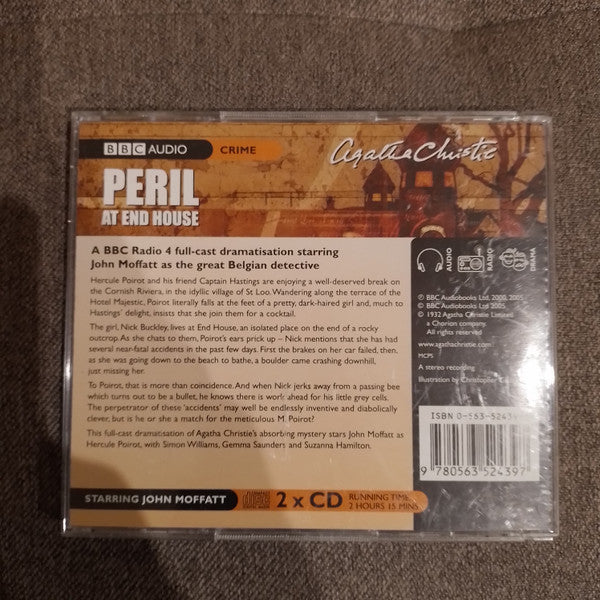 BBC AUDIO CRIME
Agatha Christie
PERIL
AT END HOUSE
A BBC Radio 4 full-cast dramatisation starring
John Moffatt as the great Belgian detective
Hercule Poirot and his friend Captain Hastings are enjoying a well-deserved break on
the Cornish Riviera, in the idyllic village of St Loo. Wandering along the terrace of the
Hotel Majestic, Poirot literally falls at the feet of a pretty, dark-haired girl and, much to
Hastings' delight, insists that she join them for a cocktail.
The girl, Nick Buckley, lives at End House, an isolated place on the end of a rocky
outcrop. As she chats to them, Poirot's ears prick up – Nick mentions that she has had
several near-fatal accidents in the past few days. First the brakes on her car failed, then,
as she was going down to the beach to bathe, a boulder came crashing downhill,
just missing her.
To Poirot, that is more than coincidence. And when Nick jerks away from a passing bee
which turns out to be a bullet, he knows there is work ahead for his little grey cells.
The perpetrator of these 'accidents' may well be endlessly inventive and diabolically
clever, but is he or she a match for the meticulous M. Poirot?
This full-cast dramatisation of Agatha Christie's absorbing mystery stars John Moffatt as
Hercule Poirot, with Simon Williams, Gemma Saunders and Suzanna Hamilton.
AUDIO
RADIO
DRAMA
℗ BBC Audiobooks Ltd, 2000, 2005
© BBC Audiobooks Ltd, 2005
© 1932 Agatha Christie Limited
a Chorion company.
All rights reserved
www.agathachristie.com
MCPS
A stereo recording
Illustration by Christopher
ISBN 0-563-5243
9 780563 524397
STARRING JOHN MOFFATT
2 x CD
RUNNING TIME:
2 HOURS 15 MINS